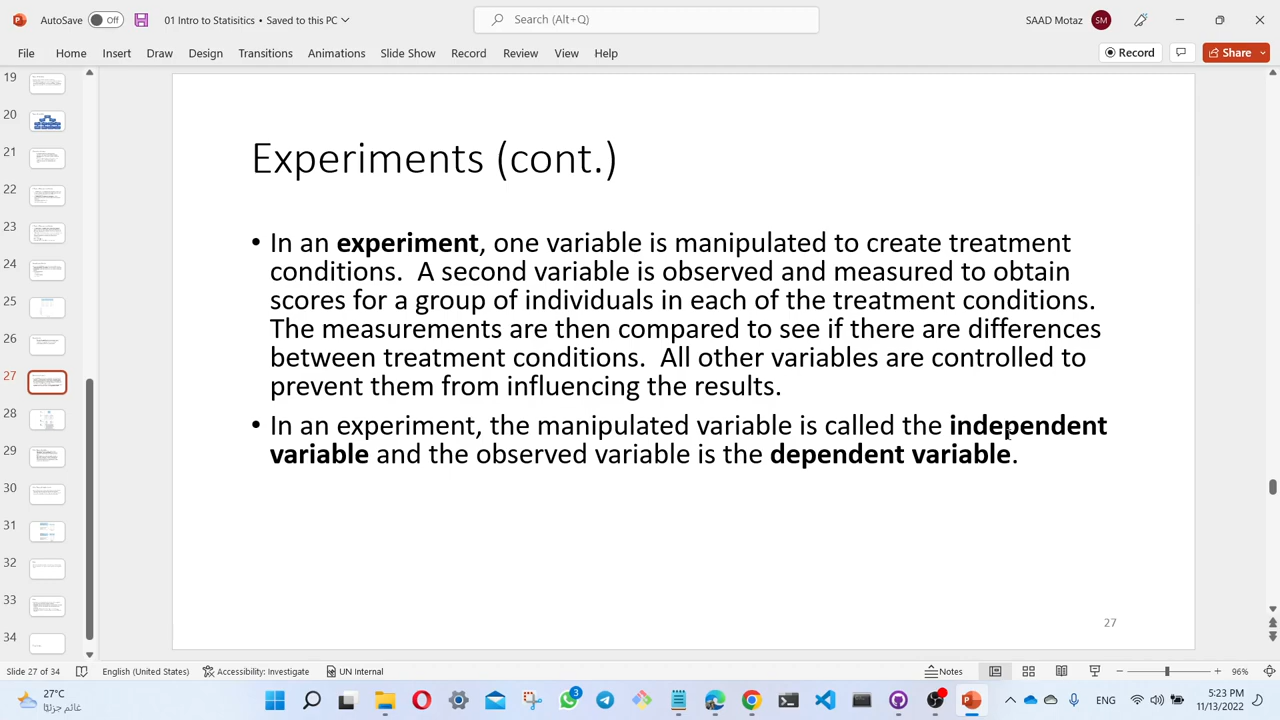 AutoSave Off 01 Intro to Statisitics • Saved to this PC Search (Alt+Q) SAAD Motaz SM
File Home Insert Draw Design Transitions Animations Slide Show Record Review View Help Record Share
19
20
21
22
23
24
25
26
27
28
29
30
31
32
33
34
Experiments (cont.)
• In an experiment, one variable is manipulated to create treatment
conditions. A second variable is observed and measured to obtain
scores for a group of individuals in each of the treatment conditions.
The measurements are then compared to see if there are differences
between treatment conditions. All other variables are controlled to
prevent them from influencing the results.
• In an experiment, the manipulated variable is called the independent
variable and the observed variable is the dependent variable.
27
Slide 27 of 34 English (United States) Accessibility: Investigate UN Internal Notes 96%
27°C
غائم جزئيًا
3
ENG
5:23 PM
11/13/2022